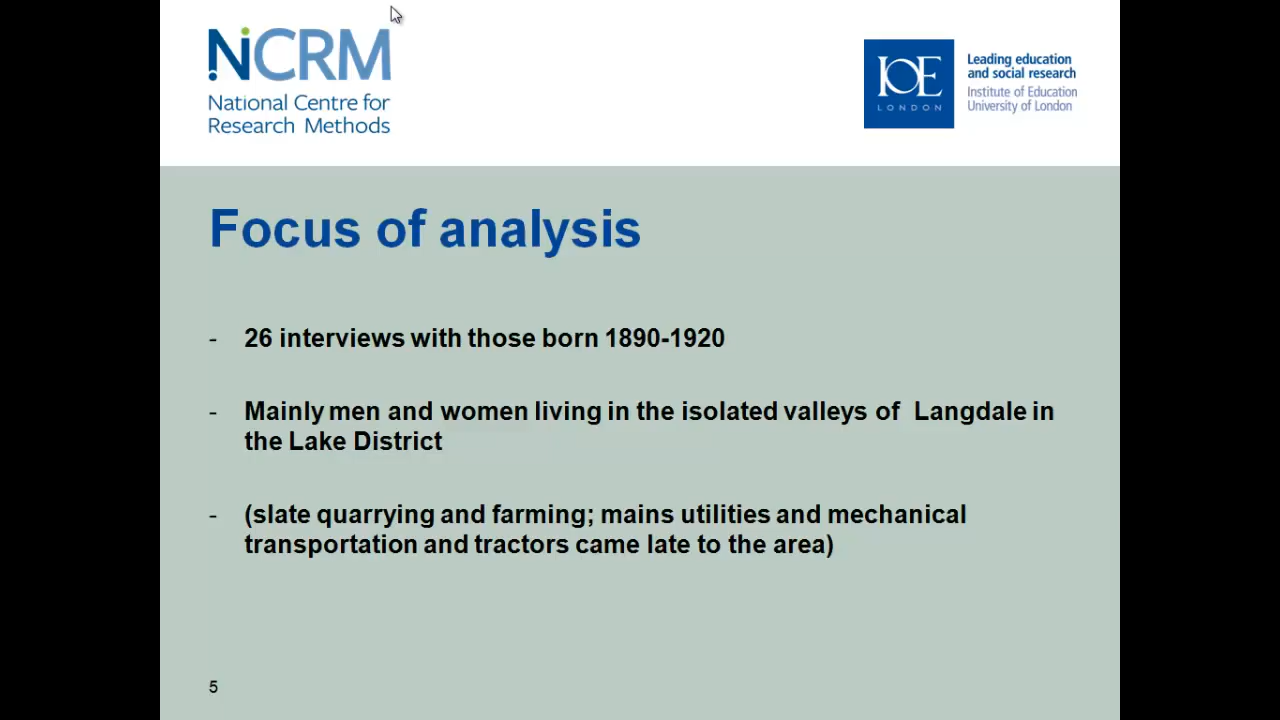 NCRM
National Centre for
Research Methods
IOE
LONDON
Leading education
and social research
Institute of Education
University of London
Focus of analysis
- 26 interviews with those born 1890-1920
- Mainly men and women living in the isolated valleys of  Langdale in
the Lake District
- (slate quarrying and farming; mains utilities and mechanical
transportation and tractors came late to the area)
5